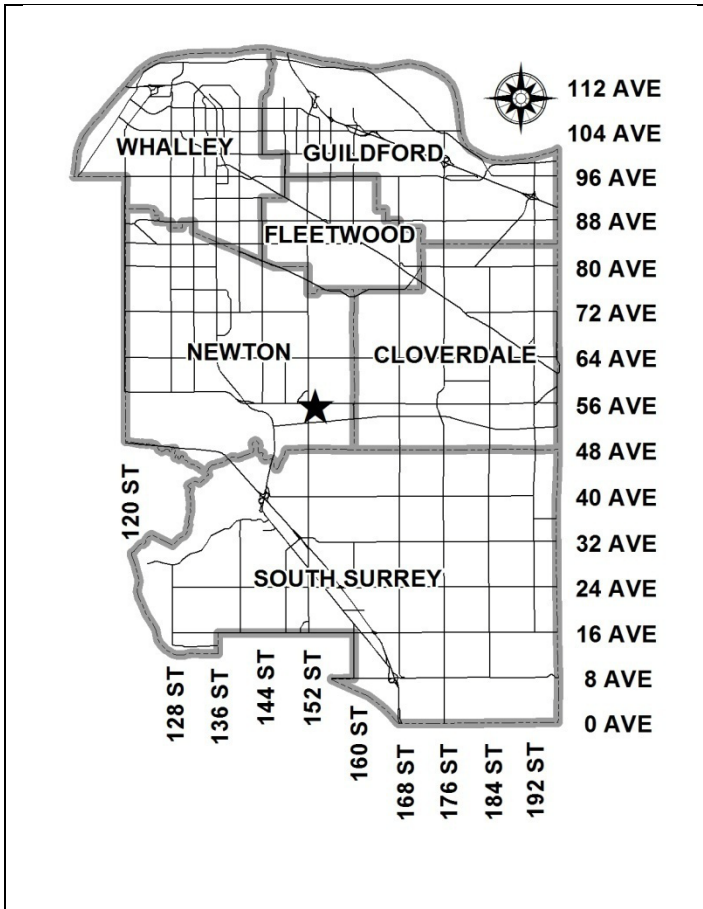 112 AVE
104 AVE
WHALLEY
GUILDFORD
96 AVE
88 AVE
FLEETWOOD
80 AVE
72 AVE
NEWTON
CLOVERDALE
64 AVE
56 AVE
48 AVE
120 ST
40 AVE
32 AVE
SOUTH SURREY
24 AVE
16 AVE
128 ST
136 ST
144 ST
152 ST
160 ST
8 AVE
0 AVE
168 ST
176 ST
184 ST
192 ST